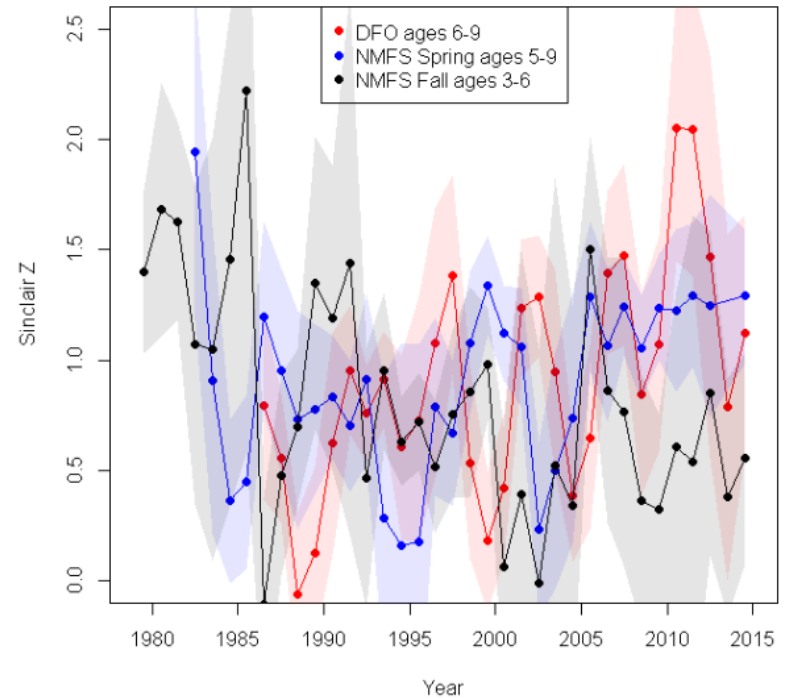 DFO ages 6-9
NMFS Spring ages 5-9
NMFS Fall ages 3-6
2.5
2.0
1.5
1.0
0.5
0.0
Sinclair Z
1980 1985 1990 1995 2000 2005 2010 2015
Year